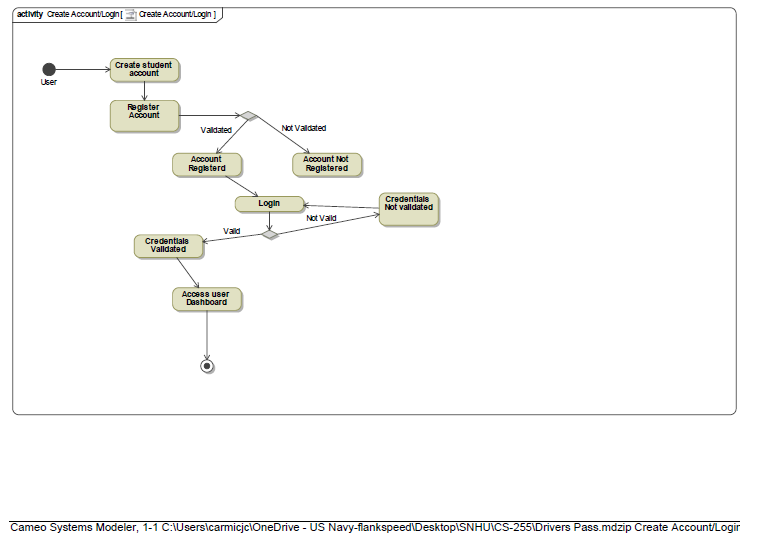 activity Create Account/Login [ Create Account/Login ]
User
Create student
account
Register
Account
Validated
Not Validated
Account
Registerd
Account Not
Registered
Login
Credentials
Not validated
Not Valid
Valid
Credentials
Validated
Access user
Dashboard
Cameo Systems Modeler, 1-1 C:\Users\carmicjc\OneDrive - US Navy-flankspeed\Desktop\SNHU\CS-255\Drivers Pass.mdzip Create Account/Login